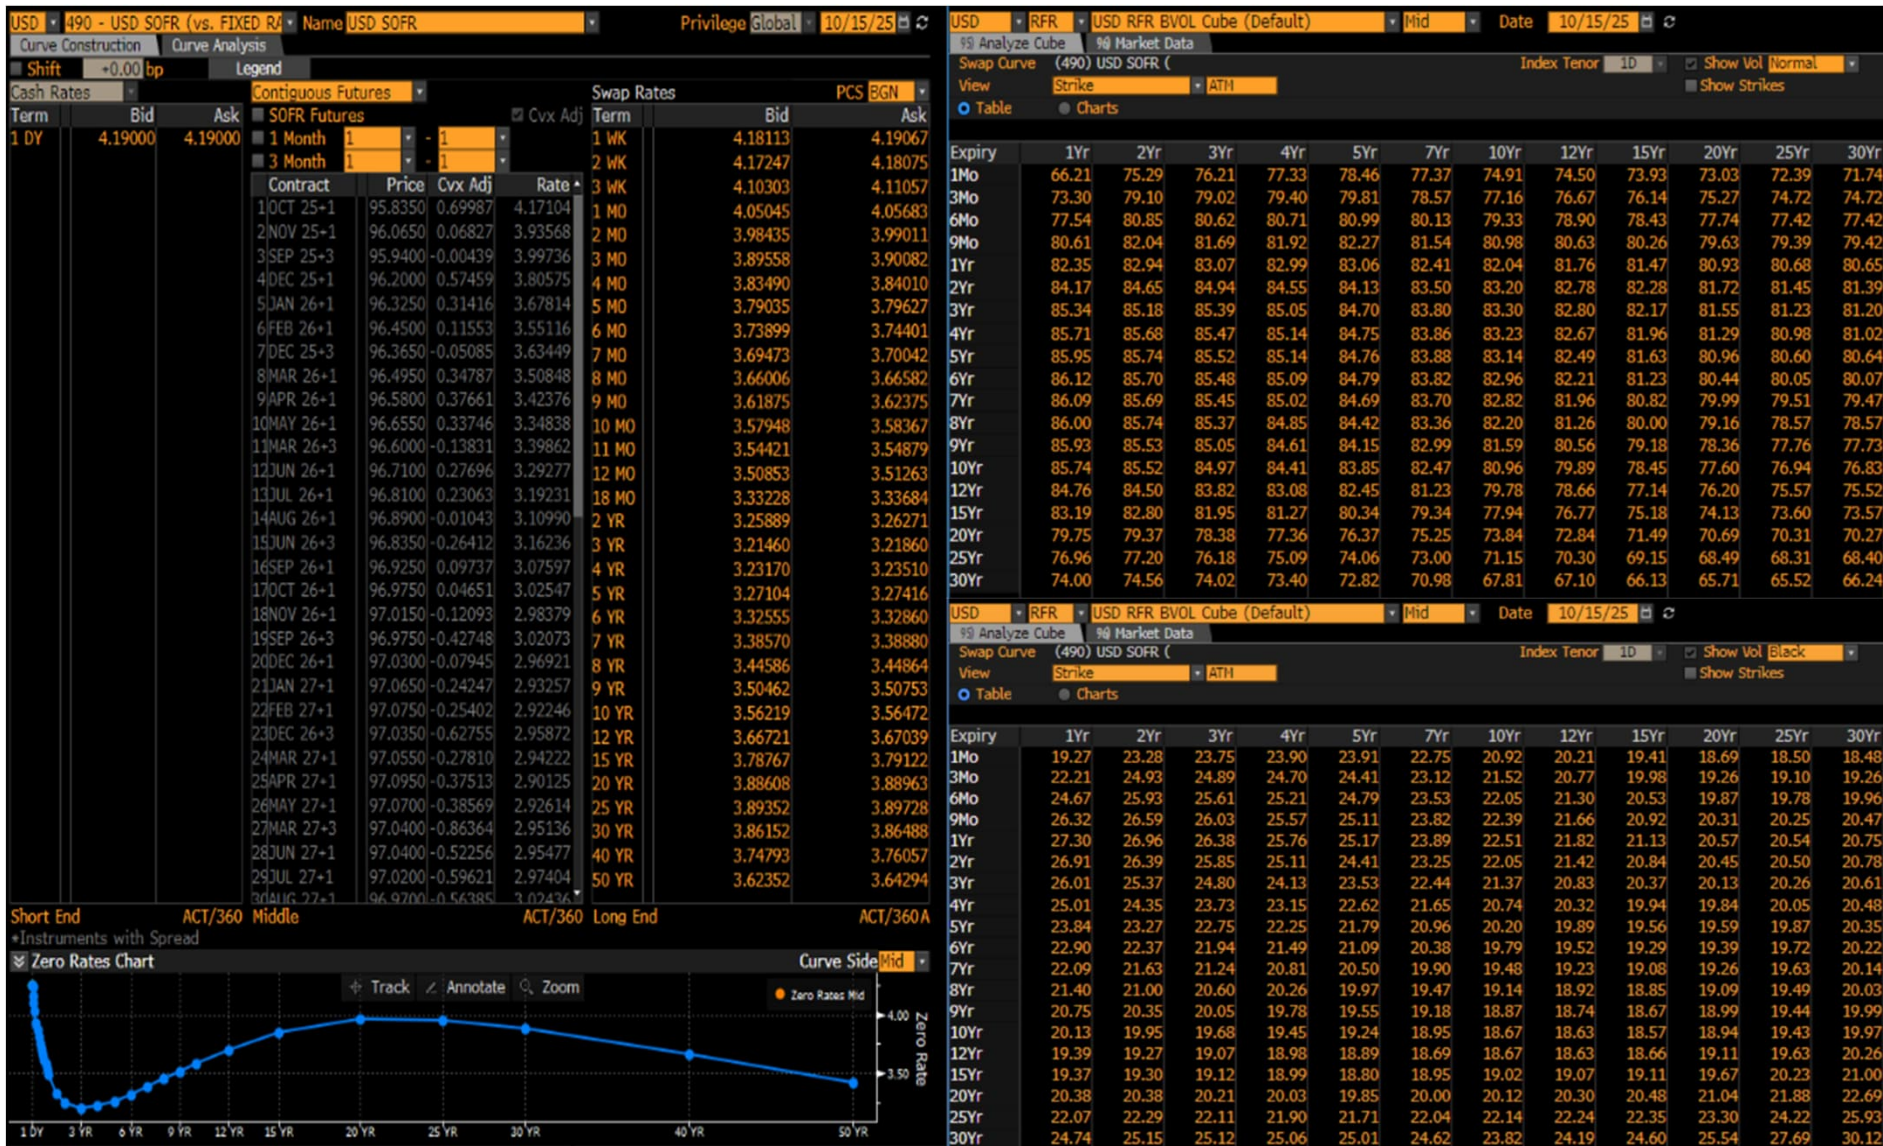 USD 490 - USD SOFR (vs. FIXED RA Name USD SOFR Privilege Global 10/15/25
Curve Construction Curve Analysis
Shift +0.00 bp Legend
Cash Rates Contiguous Futures Swap Rates PCS BGN
Term Bid Ask SOFR Futures Cvx Adj Term Bid Ask
1 DY 4.19000 4.19000 1 Month 1 - 1 1 WK 4.18113 4.19067
3 Month 1 - 1 2 WK 4.17247 4.18075
Contract Price Cvx Adj Rate 3 WK 4.10303 4.11057
1 OCT 25+1 95.8350 0.69987 4.17104 1 MO 4.05045 4.05683
2 NOV 25+1 96.0650 0.06827 3.93568 2 MO 3.98435 3.99011
3 SEP 25+3 95.9400 -0.00439 3.99736 3 MO 3.89558 3.90082
4 DEC 25+1 96.2000 0.57459 3.80575 4 MO 3.83490 3.84010
5 JAN 26+1 96.3250 0.31416 3.67814 5 MO 3.79035 3.79627
6 FEB 26+1 96.4500 0.11553 3.55116 6 MO 3.73899 3.74401
7 DEC 25+3 96.3650 -0.05085 3.63449 7 MO 3.69473 3.70042
8 MAR 26+1 96.4950 0.34787 3.50848 8 MO 3.66006 3.66582
9 APR 26+1 96.5800 0.37661 3.42376 9 MO 3.61875 3.62375
10 MAY 26+1 96.6550 0.33746 3.34838 10 MO 3.57948 3.58367
11 MAR 26+3 96.6000 -0.13831 3.39862 11 MO 3.54421 3.54879
12 JUN 26+1 96.7100 0.27696 3.29277 12 MO 3.50853 3.51263
13 JUL 26+1 96.8100 0.23063 3.19231 18 MO 3.33228 3.33684
14 AUG 26+1 96.8900 -0.01043 3.10990 2 YR 3.25889 3.26271
15 JUN 26+3 96.8350 -0.26412 3.16236 3 YR 3.21460 3.21860
16 SEP 26+1 96.9250 0.09737 3.07597 4 YR 3.23170 3.23510
17 OCT 26+1 96.9750 0.04651 3.02547 5 YR 3.27104 3.27416
18 NOV 26+1 97.0150 -0.12093 2.98379 6 YR 3.32555 3.32860
19 SEP 26+3 96.9750 -0.42748 3.02073 7 YR 3.38570 3.38880
20 DEC 26+1 97.0300 -0.07945 2.96921 8 YR 3.44586 3.44864
21 JAN 27+1 97.0650 -0.24247 2.93257 9 YR 3.50462 3.50753
22 FEB 27+1 97.0750 -0.25402 2.92246 10 YR 3.56219 3.56472
23 DEC 26+3 97.0350 -0.62755 2.95872 12 YR 3.66721 3.67039
24 MAR 27+1 97.0550 -0.27810 2.94222 15 YR 3.78767 3.79122
25 APR 27+1 97.0950 -0.37513 2.90125 20 YR 3.88608 3.88963
26 MAY 27+1 97.0700 -0.38569 2.92614 25 YR 3.89352 3.89728
27 MAR 27+3 97.0400 -0.86364 2.95136 30 YR 3.86152 3.86488
28 JUN 27+1 97.0400 -0.52256 2.95477 40 YR 3.74793 3.76057
29 JUL 27+1 97.0200 -0.59621 2.97404 50 YR 3.62352 3.64294
30 AUG 27+1 96.9700 -0.56385 3.02436
Short End ACT/360 Middle ACT/360 Long End ACT/360 A
*Instruments with Spread
Zero Rates Chart Curve Side Mid
Track Annotate Zoom
Zero Rates Mid
4.00
3.50
Zero Rate
1 DY 3 YR 6 YR 9 YR 12 YR 15 YR 20 YR 25 YR 30 YR 40 YR 50 YR
USD RFR USD RFR BVOL Cube (Default) Mid Date 10/15/25
95) Analyze Cube 96) Market Data
Swap Curve (490) USD SOFR ( Index Tenor 1D Show Vol Normal
View Strike ATM Show Strikes
Table Charts
Expiry 1Yr 2Yr 3Yr 4Yr 5Yr 7Yr 10Yr 12Yr 15Yr 20Yr 25Yr 30Yr
1Mo 66.21 75.29 76.21 77.33 78.46 77.37 74.91 74.50 73.93 73.03 72.39 71.74
3Mo 73.30 79.10 79.02 79.40 79.81 78.57 77.16 76.67 76.14 75.27 74.72 74.72
6Mo 77.54 80.85 80.62 80.71 80.99 80.13 79.33 78.90 78.43 77.74 77.42 77.42
9Mo 80.61 82.04 81.69 81.92 82.27 81.54 80.98 80.63 80.26 79.63 79.39 79.42
1Yr 82.35 82.94 83.07 82.99 83.06 82.41 82.04 81.76 81.47 80.93 80.68 80.65
2Yr 84.17 84.65 84.94 84.55 84.13 83.50 83.20 82.78 82.28 81.72 81.45 81.39
3Yr 85.34 85.18 85.39 85.05 84.70 83.80 83.30 82.80 82.17 81.55 81.23 81.20
4Yr 85.71 85.68 85.47 85.14 84.75 83.86 83.23 82.67 81.96 81.29 80.98 81.02
5Yr 85.95 85.74 85.52 85.14 84.76 83.88 83.14 82.49 81.63 80.96 80.60 80.64
6Yr 86.12 85.70 85.48 85.09 84.79 83.82 82.96 82.21 81.23 80.44 80.05 80.07
7Yr 86.09 85.69 85.45 85.02 84.69 83.70 82.82 81.96 80.82 79.99 79.51 79.47
8Yr 86.00 85.74 85.37 84.85 84.42 83.36 82.20 81.26 80.00 79.16 78.57 78.57
9Yr 85.93 85.53 85.05 84.61 84.15 82.99 81.59 80.56 79.18 78.36 77.76 77.73
10Yr 85.74 85.52 84.97 84.41 83.85 82.47 80.96 79.89 78.45 77.60 76.94 76.83
12Yr 84.76 84.50 83.82 83.08 82.45 81.23 79.78 78.66 77.14 76.20 75.57 75.52
15Yr 83.19 82.80 81.95 81.27 80.34 79.34 77.94 76.77 75.18 74.13 73.60 73.57
20Yr 79.75 79.37 78.38 77.36 76.37 75.25 73.84 72.84 71.49 70.69 70.31 70.27
25Yr 76.96 77.20 76.18 75.09 74.06 73.00 71.15 70.30 69.15 68.49 68.31 68.40
30Yr 74.00 74.56 74.02 73.40 72.82 70.98 67.81 67.10 66.13 65.71 65.52 66.24
USD RFR USD RFR BVOL Cube (Default) Mid Date 10/15/25
95) Analyze Cube 96) Market Data
Swap Curve (490) USD SOFR ( Index Tenor 1D Show Vol Black
View Strike ATM Show Strikes
Table Charts
Expiry 1Yr 2Yr 3Yr 4Yr 5Yr 7Yr 10Yr 12Yr 15Yr 20Yr 25Yr 30Yr
1Mo 19.27 23.28 23.75 23.90 23.91 22.75 20.92 20.21 19.41 18.69 18.50 18.48
3Mo 22.21 24.93 24.89 24.70 24.41 23.12 21.52 20.77 19.98 19.26 19.10 19.26
6Mo 24.67 25.93 25.61 25.21 24.79 23.53 22.05 21.30 20.53 19.87 19.78 19.96
9Mo 26.32 26.59 26.03 25.57 25.11 23.82 22.39 21.66 20.92 20.31 20.25 20.47
1Yr 27.30 26.96 26.38 25.76 25.17 23.89 22.51 21.82 21.13 20.57 20.54 20.75
2Yr 26.91 26.39 25.85 25.11 24.41 23.25 22.05 21.42 20.84 20.45 20.50 20.78
3Yr 26.01 25.37 24.80 24.13 23.53 22.44 21.37 20.83 20.37 20.13 20.26 20.61
4Yr 25.01 24.35 23.73 23.15 22.62 21.65 20.74 20.32 19.94 19.84 20.05 20.48
5Yr 23.84 23.27 22.75 22.25 21.79 20.96 20.20 19.89 19.56 19.59 19.87 20.35
6Yr 22.90 22.37 21.94 21.49 21.09 20.38 19.79 19.52 19.29 19.39 19.72 20.22
7Yr 22.09 21.63 21.24 20.81 20.50 19.90 19.48 19.23 19.08 19.26 19.63 20.14
8Yr 21.40 21.00 20.60 20.26 19.97 19.47 19.14 18.92 18.85 19.09 19.49 20.03
9Yr 20.75 20.35 20.05 19.78 19.55 19.18 18.87 18.74 18.67 18.99 19.44 19.99
10Yr 20.13 19.95 19.68 19.45 19.24 18.95 18.67 18.63 18.57 18.94 19.43 19.97
12Yr 19.39 19.27 19.07 18.98 18.89 18.69 18.67 18.63 18.66 19.11 19.63 20.26
15Yr 19.37 19.30 19.12 18.99 18.80 18.95 19.02 19.07 19.11 19.67 20.23 21.00
20Yr 20.38 20.38 20.21 20.03 19.85 20.00 20.12 20.30 20.48 21.04 21.88 22.69
25Yr 22.07 22.29 22.11 21.90 21.71 22.04 22.14 22.24 22.35 23.30 24.22 25.93
30Yr 24.74 25.15 25.12 25.06 25.01 24.62 23.82 24.19 24.60 25.54 27.62 30.12